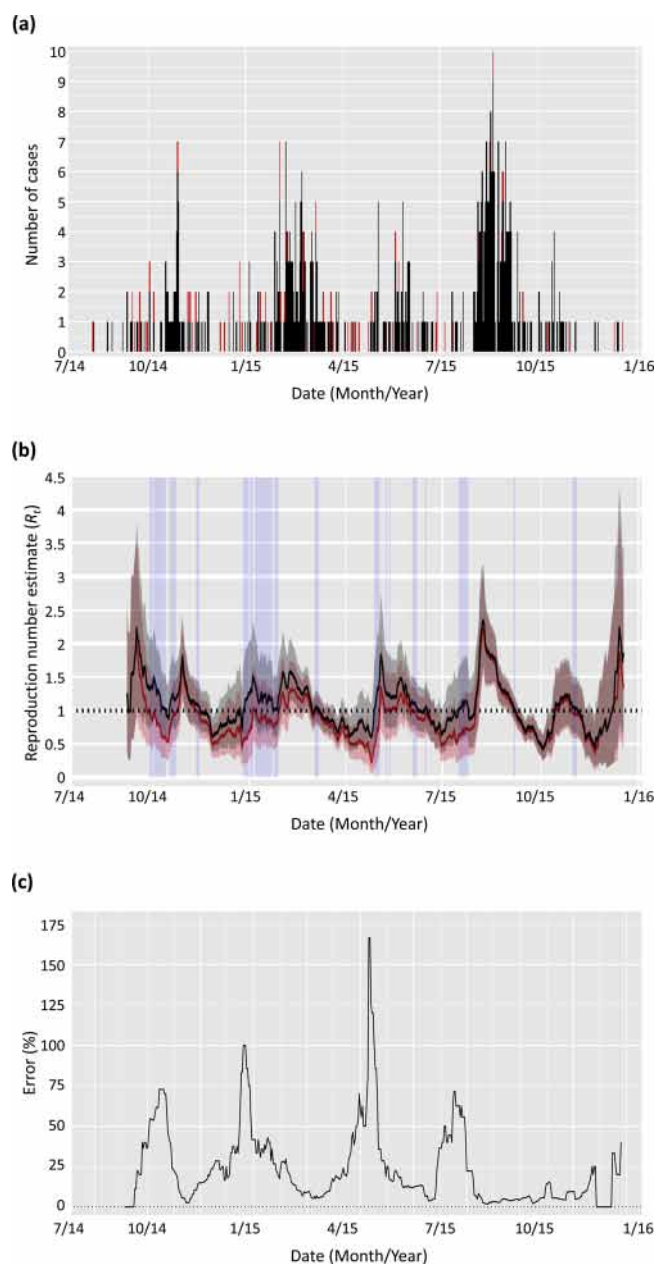 (a)
Number of cases
10
9
8
7
6
5
4
3
2
1
0
7/14 10/14 1/15 4/15 7/15 10/15 1/16
Date (Month/Year)
(b)
Reproduction number estimate (Rt)
4.5
4
3.5
3
2.5
2
1.5
1
0.5
0
7/14 10/14 1/15 4/15 7/15 10/15 1/16
Date (Month/Year)
(c)
Error (%)
175
150
125
100
75
50
25
0
7/14 10/14 1/15 4/15 7/15 10/15 1/16
Date (Month/Year)